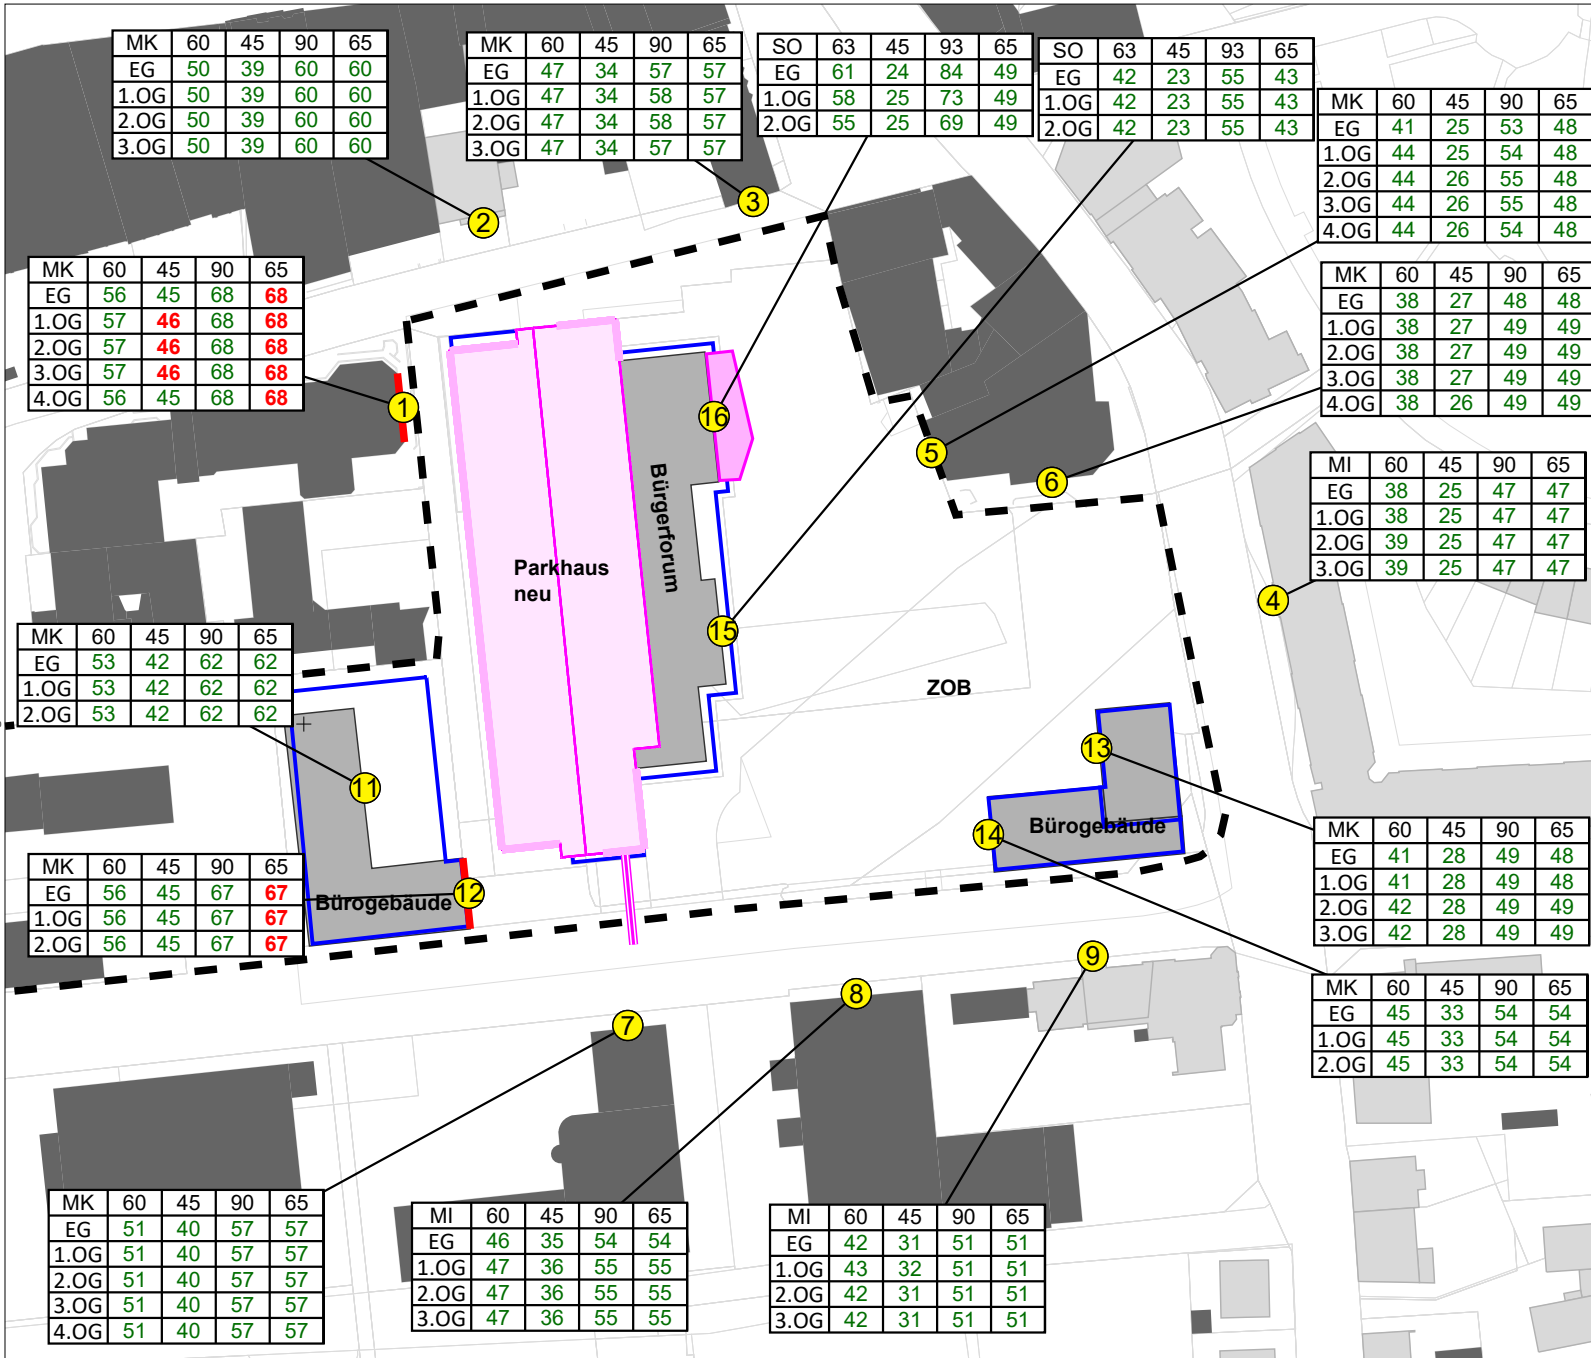 MK 60 45 90 65
EG 50 39 60 60
1.OG 50 39 60 60
2.OG 50 39 60 60
3.OG 50 39 60 60
MK 60 45 90 65
EG 47 34 57 57
1.OG 47 34 58 57
2.OG 47 34 58 57
3.OG 47 34 57 57
SO 63 45 93 65
EG 61 24 84 49
1.OG 58 25 73 49
2.OG 55 25 69 49
SO 63 45 93 65
EG 42 23 55 43
1.OG 42 23 55 43
2.OG 42 23 55 43
MK 60 45 90 65
EG 41 25 53 48
1.OG 44 25 54 48
2.OG 44 26 55 48
3.OG 44 26 55 48
4.OG 44 26 54 48
2
3
MK 60 45 90 65
EG 56 45 68 68
1.OG 57 46 68 68
2.OG 57 46 68 68
3.OG 57 46 68 68
4.OG 56 45 68 68
MK 60 45 90 65
EG 38 27 48 48
1.OG 38 27 49 49
2.OG 38 27 49 49
3.OG 38 27 49 49
4.OG 38 26 49 49
1
16
5
6
Bürgerforum
Parkhaus
neu
MI 60 45 90 65
EG 38 25 47 47
1.OG 38 25 47 47
2.OG 39 25 47 47
3.OG 39 25 47 47
4
15
MK 60 45 90 65
EG 53 42 62 62
1.OG 53 42 62 62
2.OG 53 42 62 62
ZOB
13
11
14
Bürogebäude
MK 60 45 90 65
EG 41 28 49 48
1.OG 41 28 49 48
2.OG 42 28 49 49
3.OG 42 28 49 49
MK 60 45 90 65
EG 56 45 67 67
1.OG 56 45 67 67
2.OG 56 45 67 67
Bürogebäude
12
9
8
7
MK 60 45 90 65
EG 45 33 54 54
1.OG 45 33 54 54
2.OG 45 33 54 54
MK 60 45 90 65
EG 51 40 57 57
1.OG 51 40 57 57
2.OG 51 40 57 57
3.OG 51 40 57 57
4.OG 51 40 57 57
MI 60 45 90 65
EG 46 35 54 54
1.OG 47 36 55 55
2.OG 47 36 55 55
3.OG 47 36 55 55
MI 60 45 90 65
EG 42 31 51 51
1.OG 43 32 51 51
2.OG 42 31 51 51
3.OG 42 31 51 51